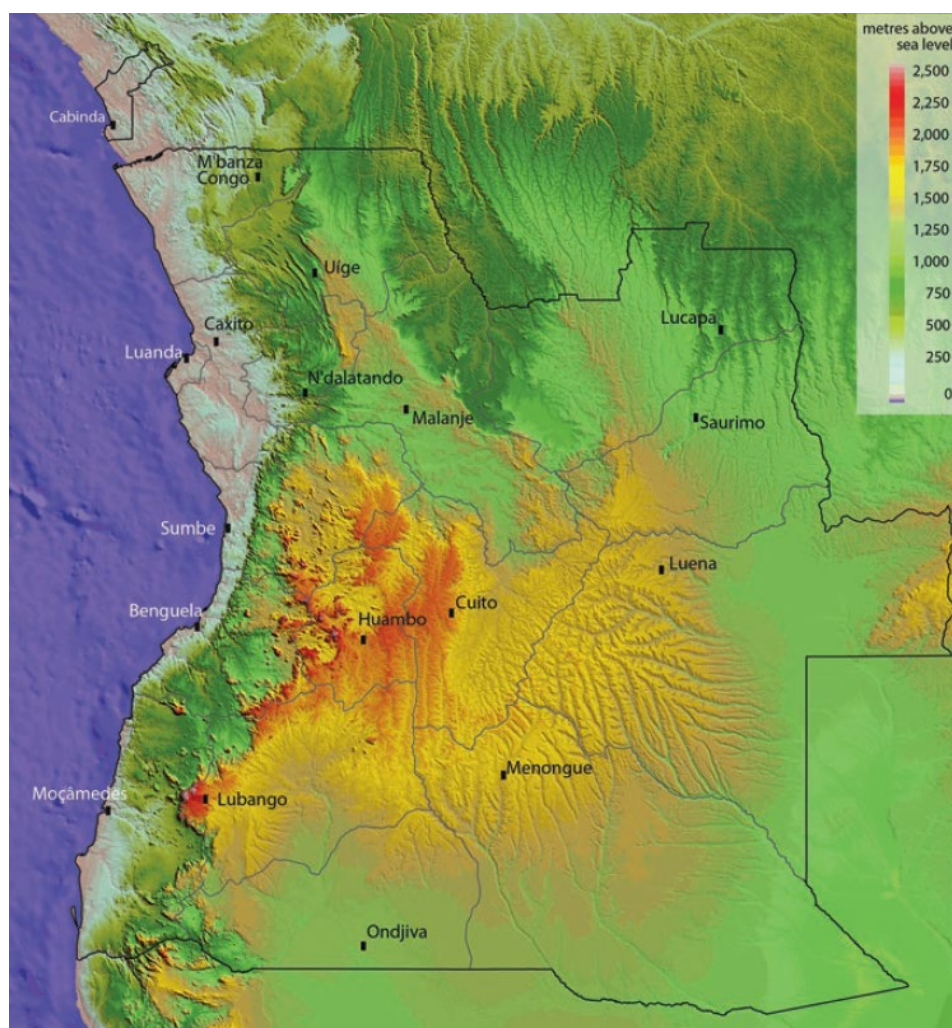 metres above
sea level
2,500
2,250
2,000
1,750
1,500
1,250
1,000
750
500
250
0
Cabinda
M'banza
Congo
Uíge
Caxito
Lucapa
Luanda
N'dalatando
Malanje
Saurimo
Sumbe
Luena
Benguela
Cuito
Huambo
Menongue
Moçâmedes
Lubango
Ondjiva